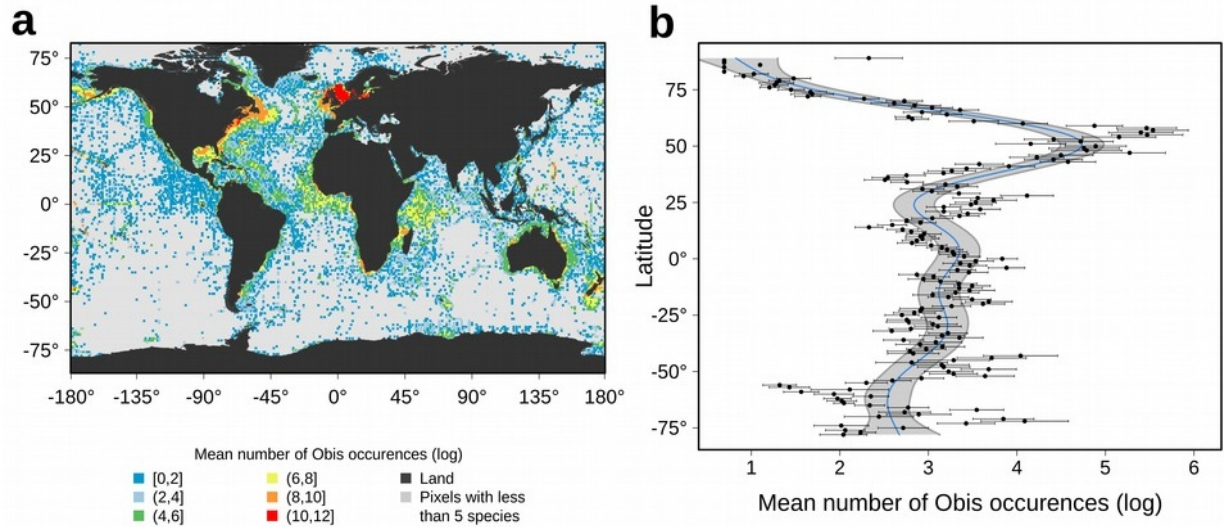 a
75°
50°
25°
0°
-25°
-50°
-75°
-180° -135° -90° -45° 0° 45° 90° 135° 180°
Mean number of Obis occurences (log)
[0,2] (6,8] Land
(2,4] (8,10] Pixels with less
(4,6] (10,12] than 5 species
b
Latitude
75
50
25
0°
-25°
-50°
-75°
1 2 3 4 5 6
Mean number of Obis occurences (log)